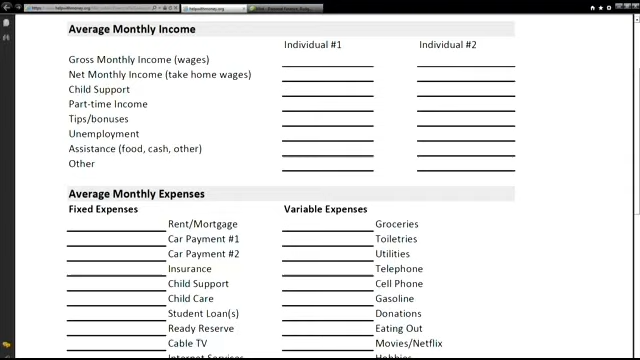 Average Monthly Income
Individual #1 Individual #2
Gross Monthly Income (wages)
Net Monthly Income (take home wages)
Child Support
Part-time Income
Tips/bonuses
Unemployment
Assistance (food, cash, other)
Other
Average Monthly Expenses
Fixed Expenses Variable Expenses
Rent/Mortgage Groceries
Car Payment #1 Toiletries
Car Payment #2 Utilities
Insurance Telephone
Child Support Cell Phone
Child Care Gasoline
Student Loan(s) Donations
Ready Reserve Eating Out
Cable TV Movies/Netflix
Internet Services Hobbies